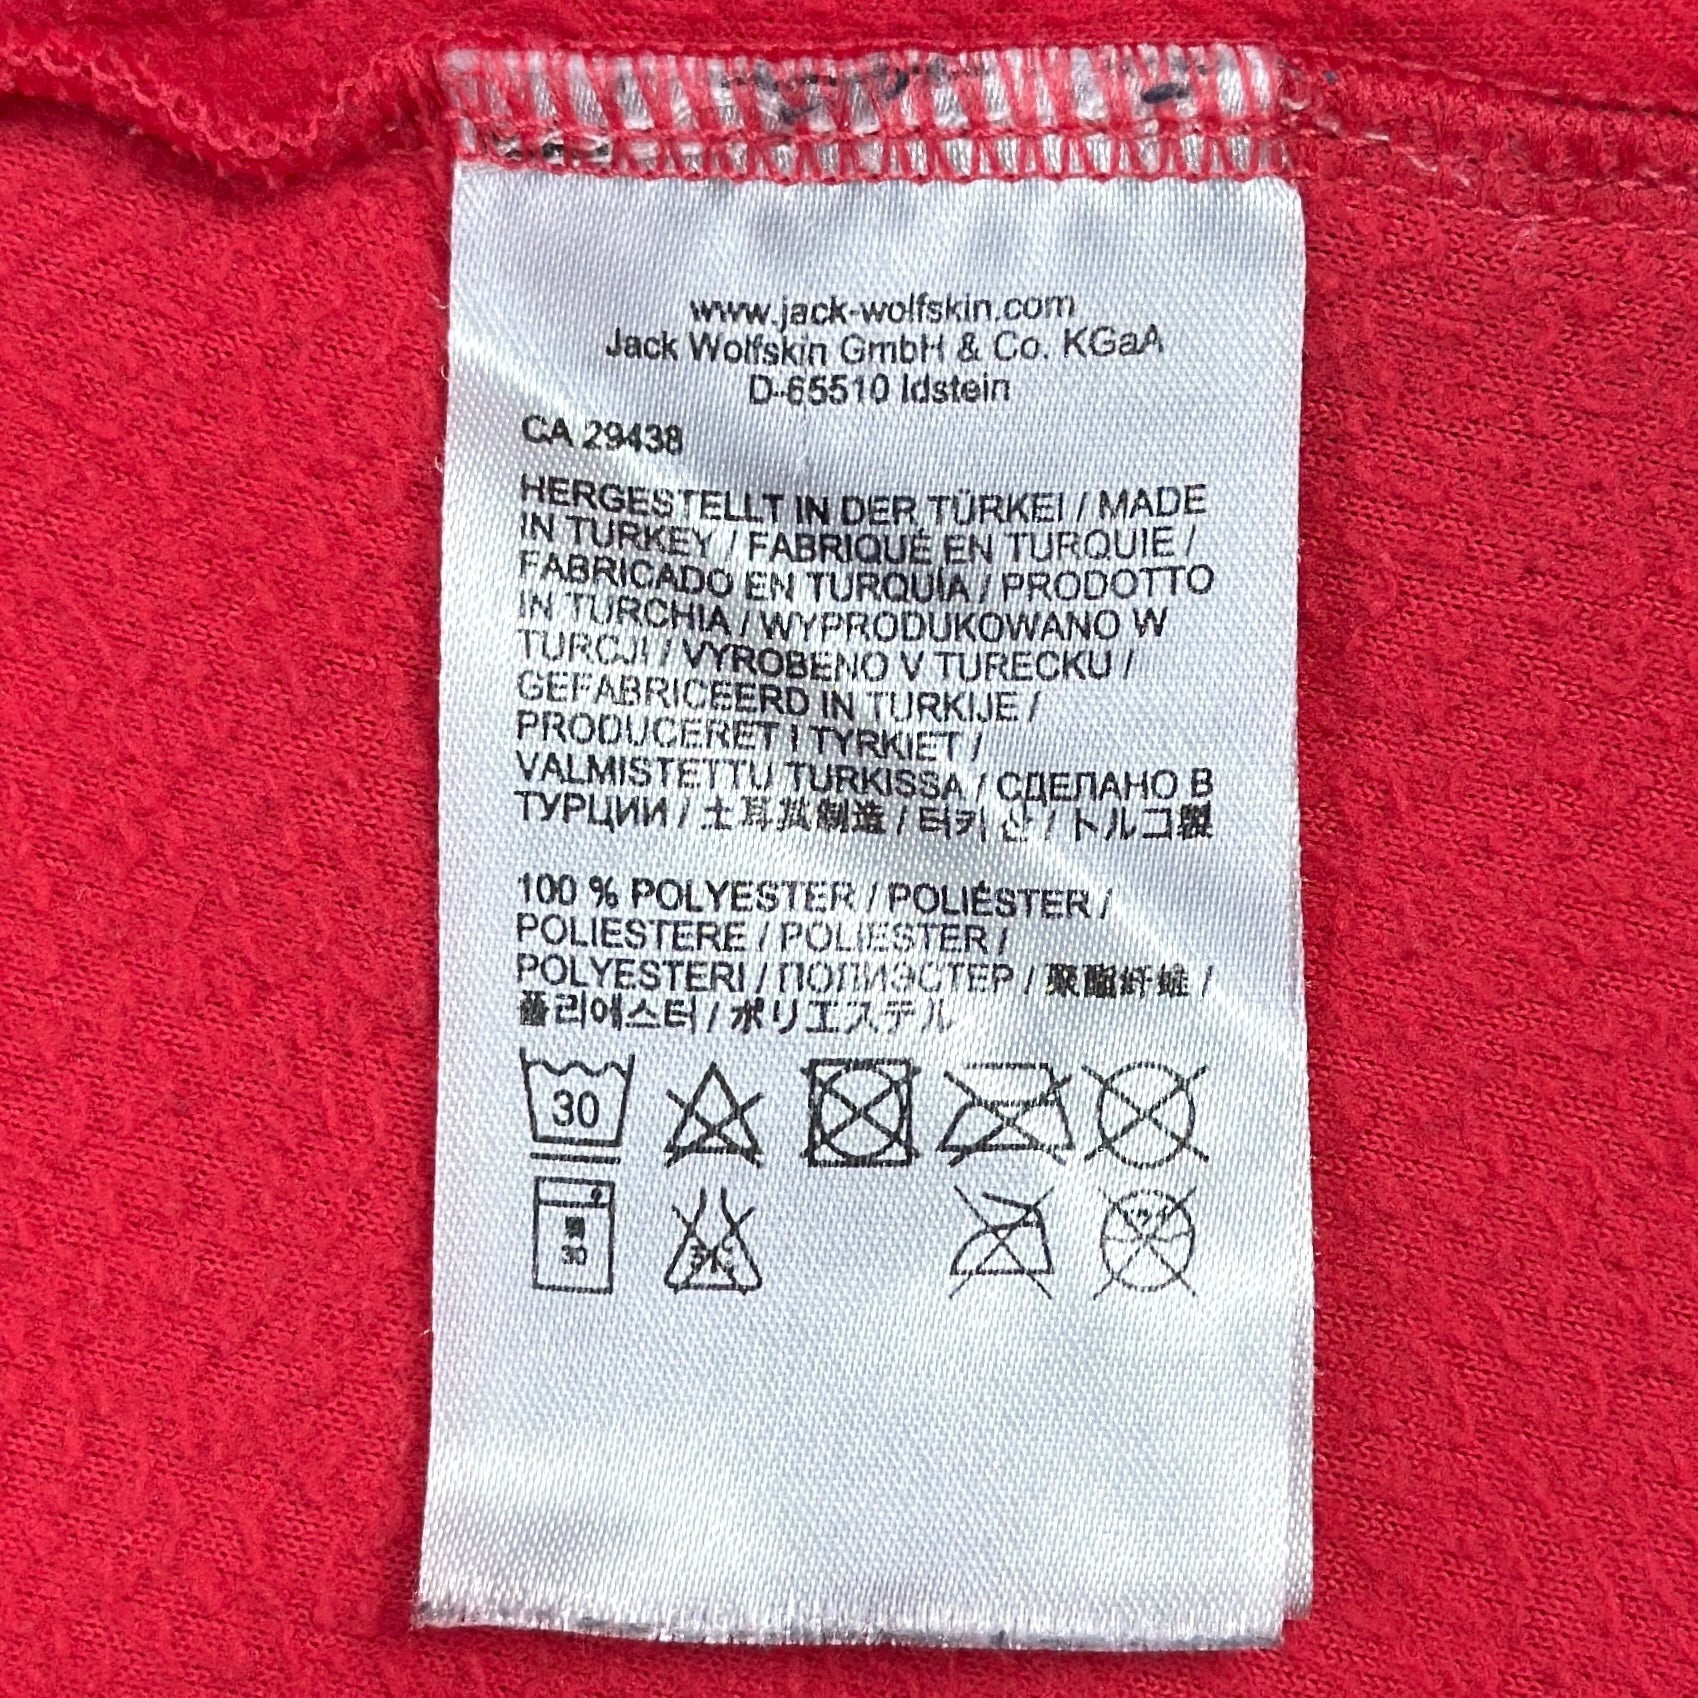 www.jack-wolfskin.com
Jack Wolfskin GmbH & Co. KGaA
D-65510 Idstein
CA 29438
HERGESTELLT IN DER TÜRKEI / MADE
IN TURKEY / FABRIQUÉ EN TURQUIE /
FABRICADO EN TURQUÍA / PRODOTTO
IN TURCHIA / WYPRODUKOWANO W
TURCJI / VYROBENO V TURECKU /
GEFABRICEERD IN TURKIJE /
PRODUCERET I TYRKIET /
VALMISTETTU TURKISSA / СДЕЛАНО В
ТУРЦИИ / 土耳其制造 / 터키 산 / トルコ製
100 % POLYESTER / POLIÉSTER /
POLIESTERE / POLIESTER /
POLYESTERI / ПОЛИЭСТЕР / 聚酯纤维 /
폴리에스터 / ポリエステル
30
30